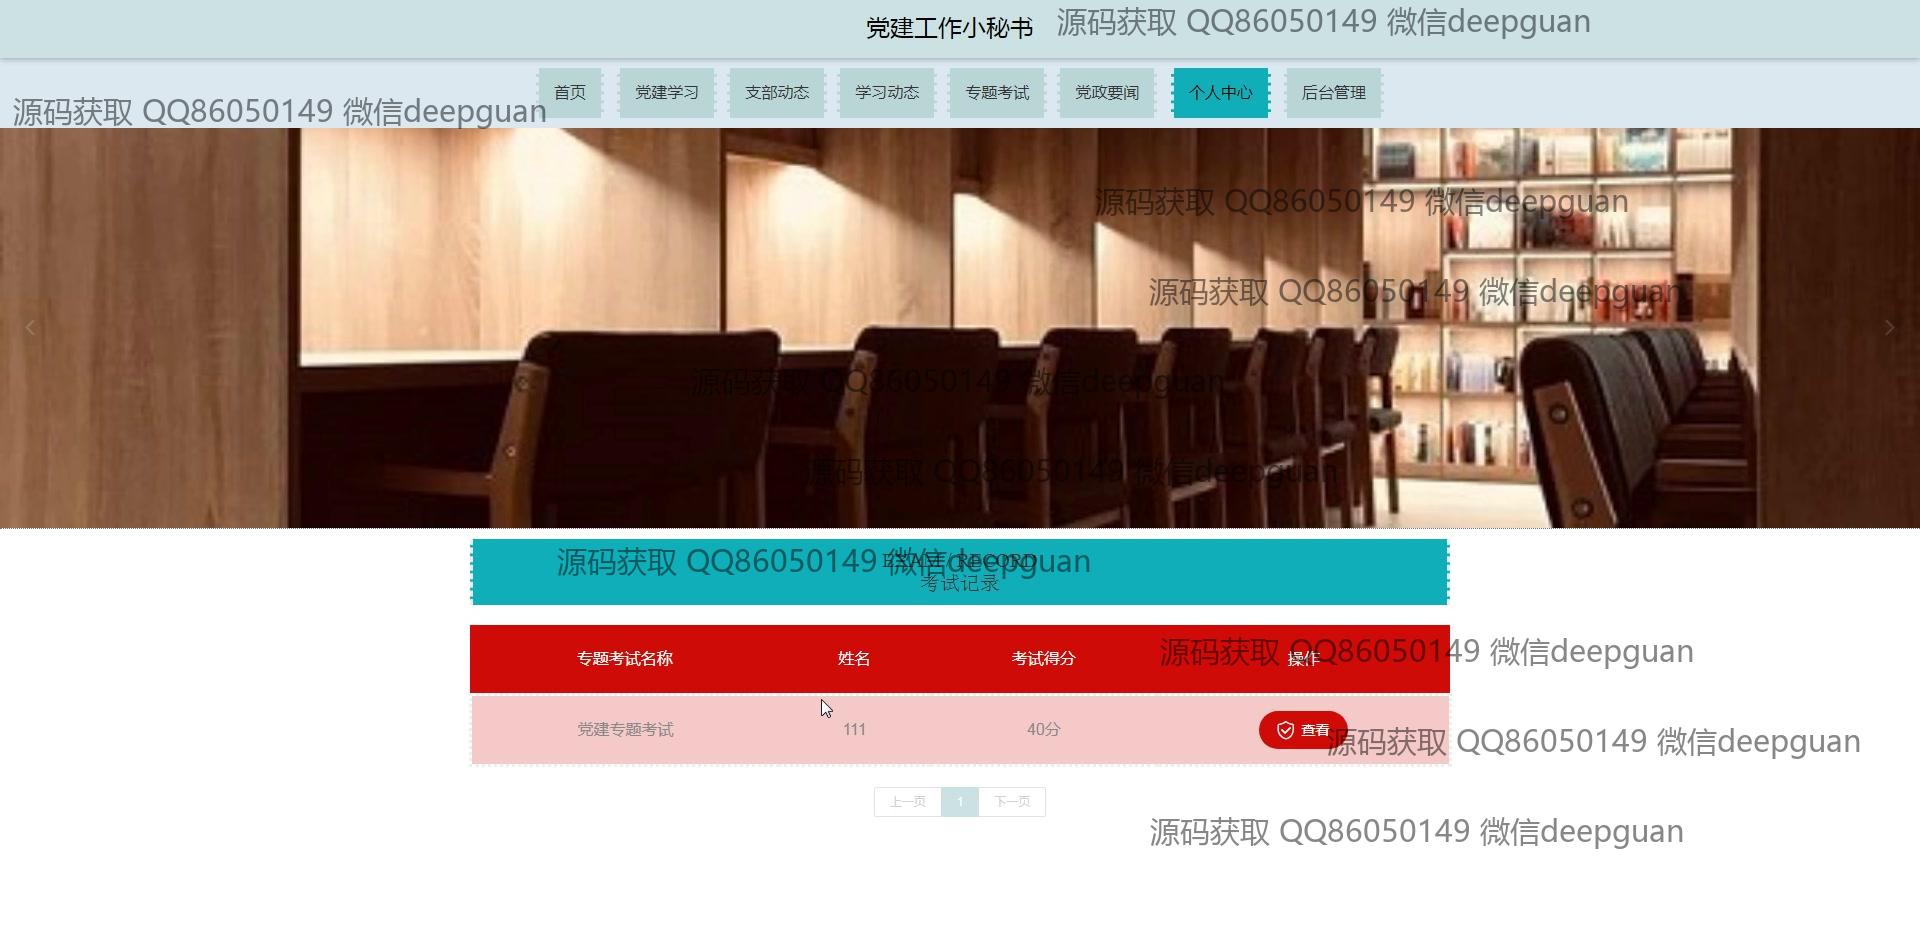 党建工作小秘书
源码获取 QQ86050149 微信deepguan
首页
党建学习
支部动态
学习动态
专题考试
党政要闻
个人中心
后台管理
源码获取 QQ86050149 微信deepguan
源码获取 QQ86050149 微信deepguan
源码获取 QQ86050149 微信deepguan
源码获取 QQ86050149 微信deepguan
源码获取 QQ86050149 微信deepguan
源码获取 QQ86050149 微信deepguan
EXAM / RECORD
考试记录
源码获取 QQ86050149 微信deepguan
专题考试名称
姓名
考试得分
操作
党建专题考试
111
40分
查看
源码获取 QQ86050149 微信deepguan
上一页
1
下一页
源码获取 QQ86050149 微信deepguan